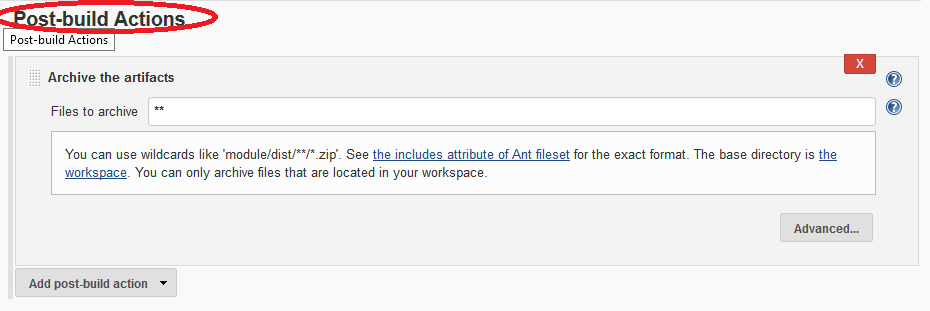 Post-build Actions
Post-build Actions
X
Archive the artifacts
?
Files to archive **
?
You can use wildcards like 'module/dist/**/*.zip'. See the includes attribute of Ant fileset for the exact format. The base directory is the
workspace. You can only archive files that are located in your workspace.
Advanced...
Add post-build action